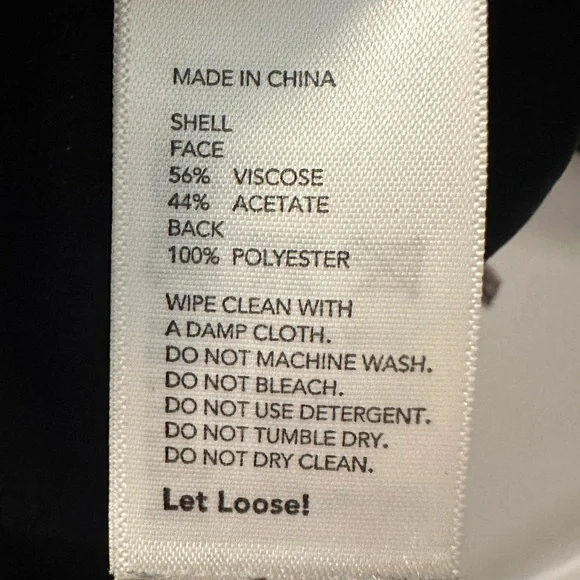 MADE IN CHINA
SHELL
FACE
56% VISCOSE
44% ACETATE
BACK
100% POLYESTER
WIPE CLEAN WITH
A DAMP CLOTH.
DO NOT MACHINE WASH.
DO NOT BLEACH.
DO NOT USE DETERGENT.
DO NOT TUMBLE DRY.
DO NOT DRY CLEAN.
Let Loose!